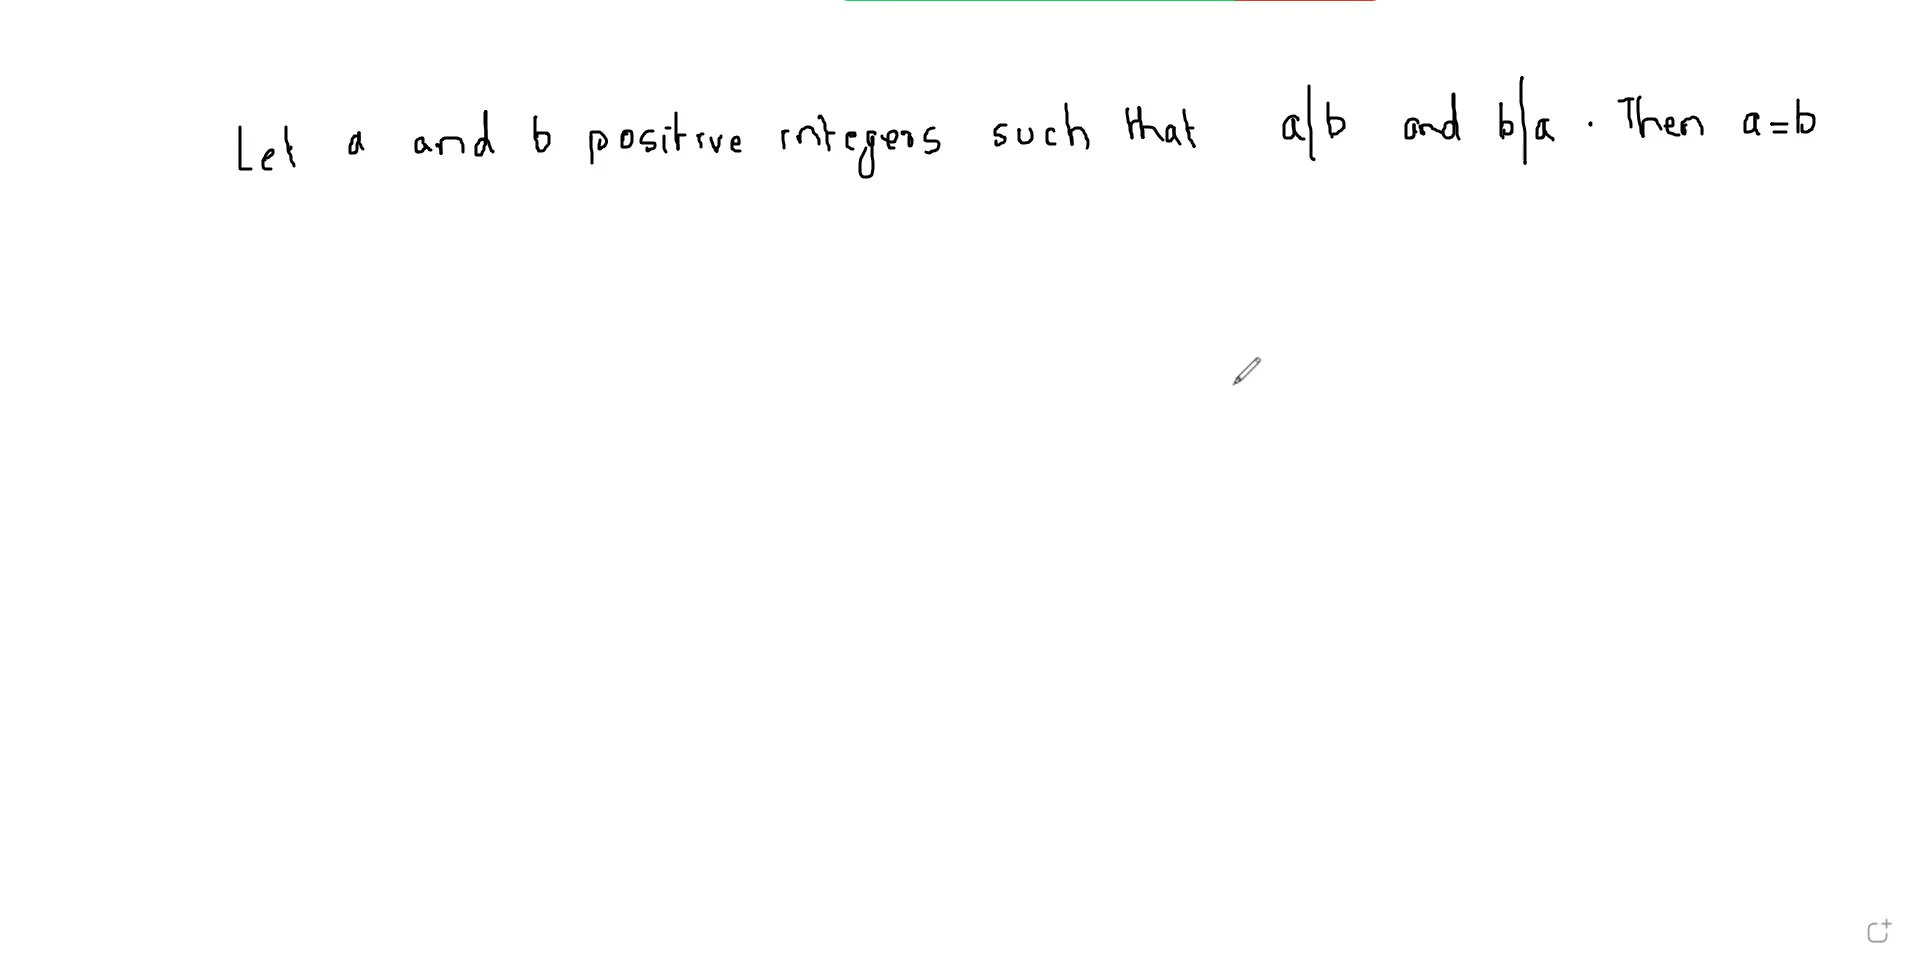 Let a and b positive integers such that a|b and b|a . Then a=b